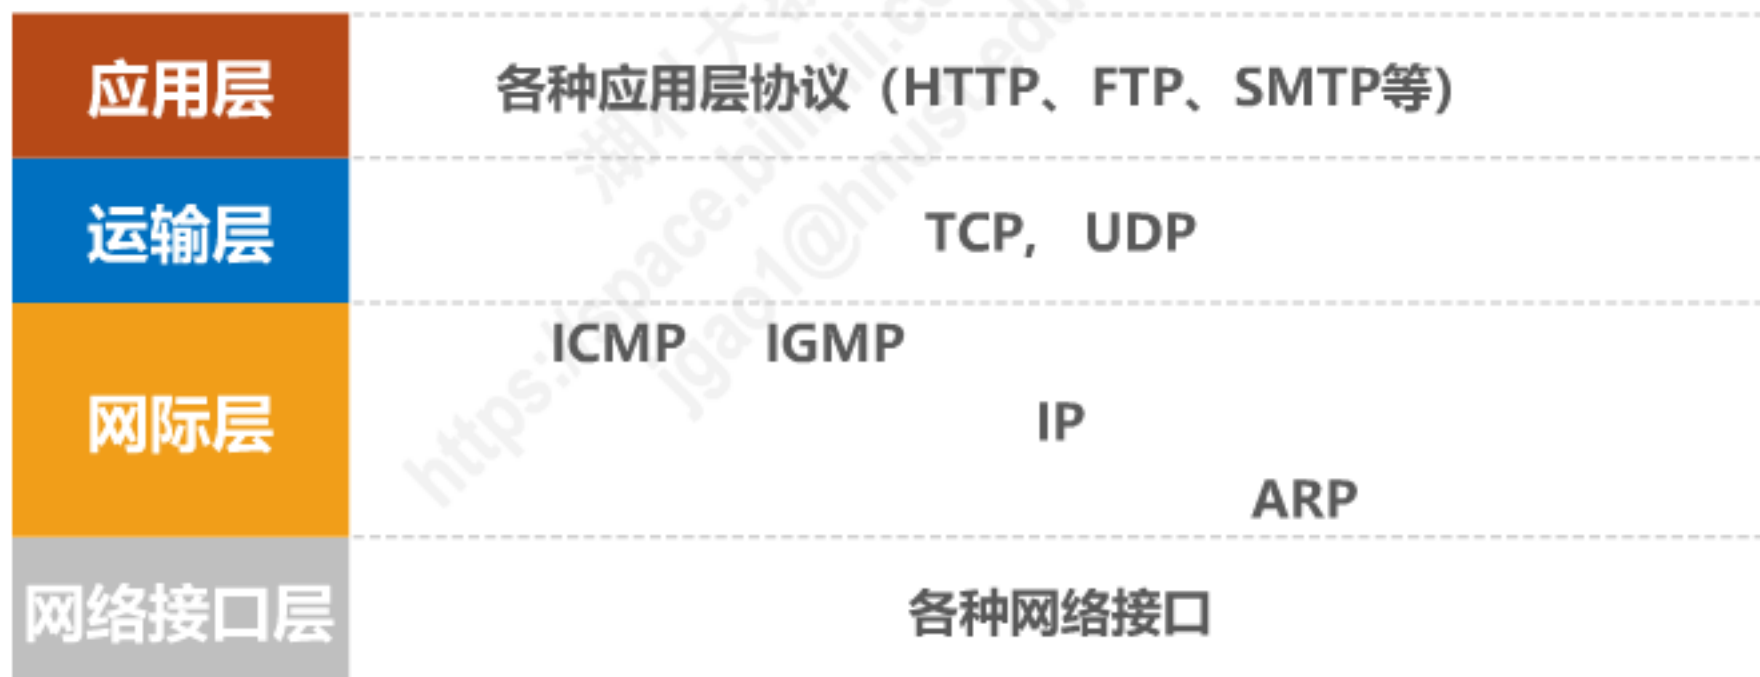 应用层
各种应用层协议（HTTP、FTP、SMTP等）
运输层
TCP, UDP
网际层
ICMP IGMP
IP
ARP
网络接口层
各种网络接口